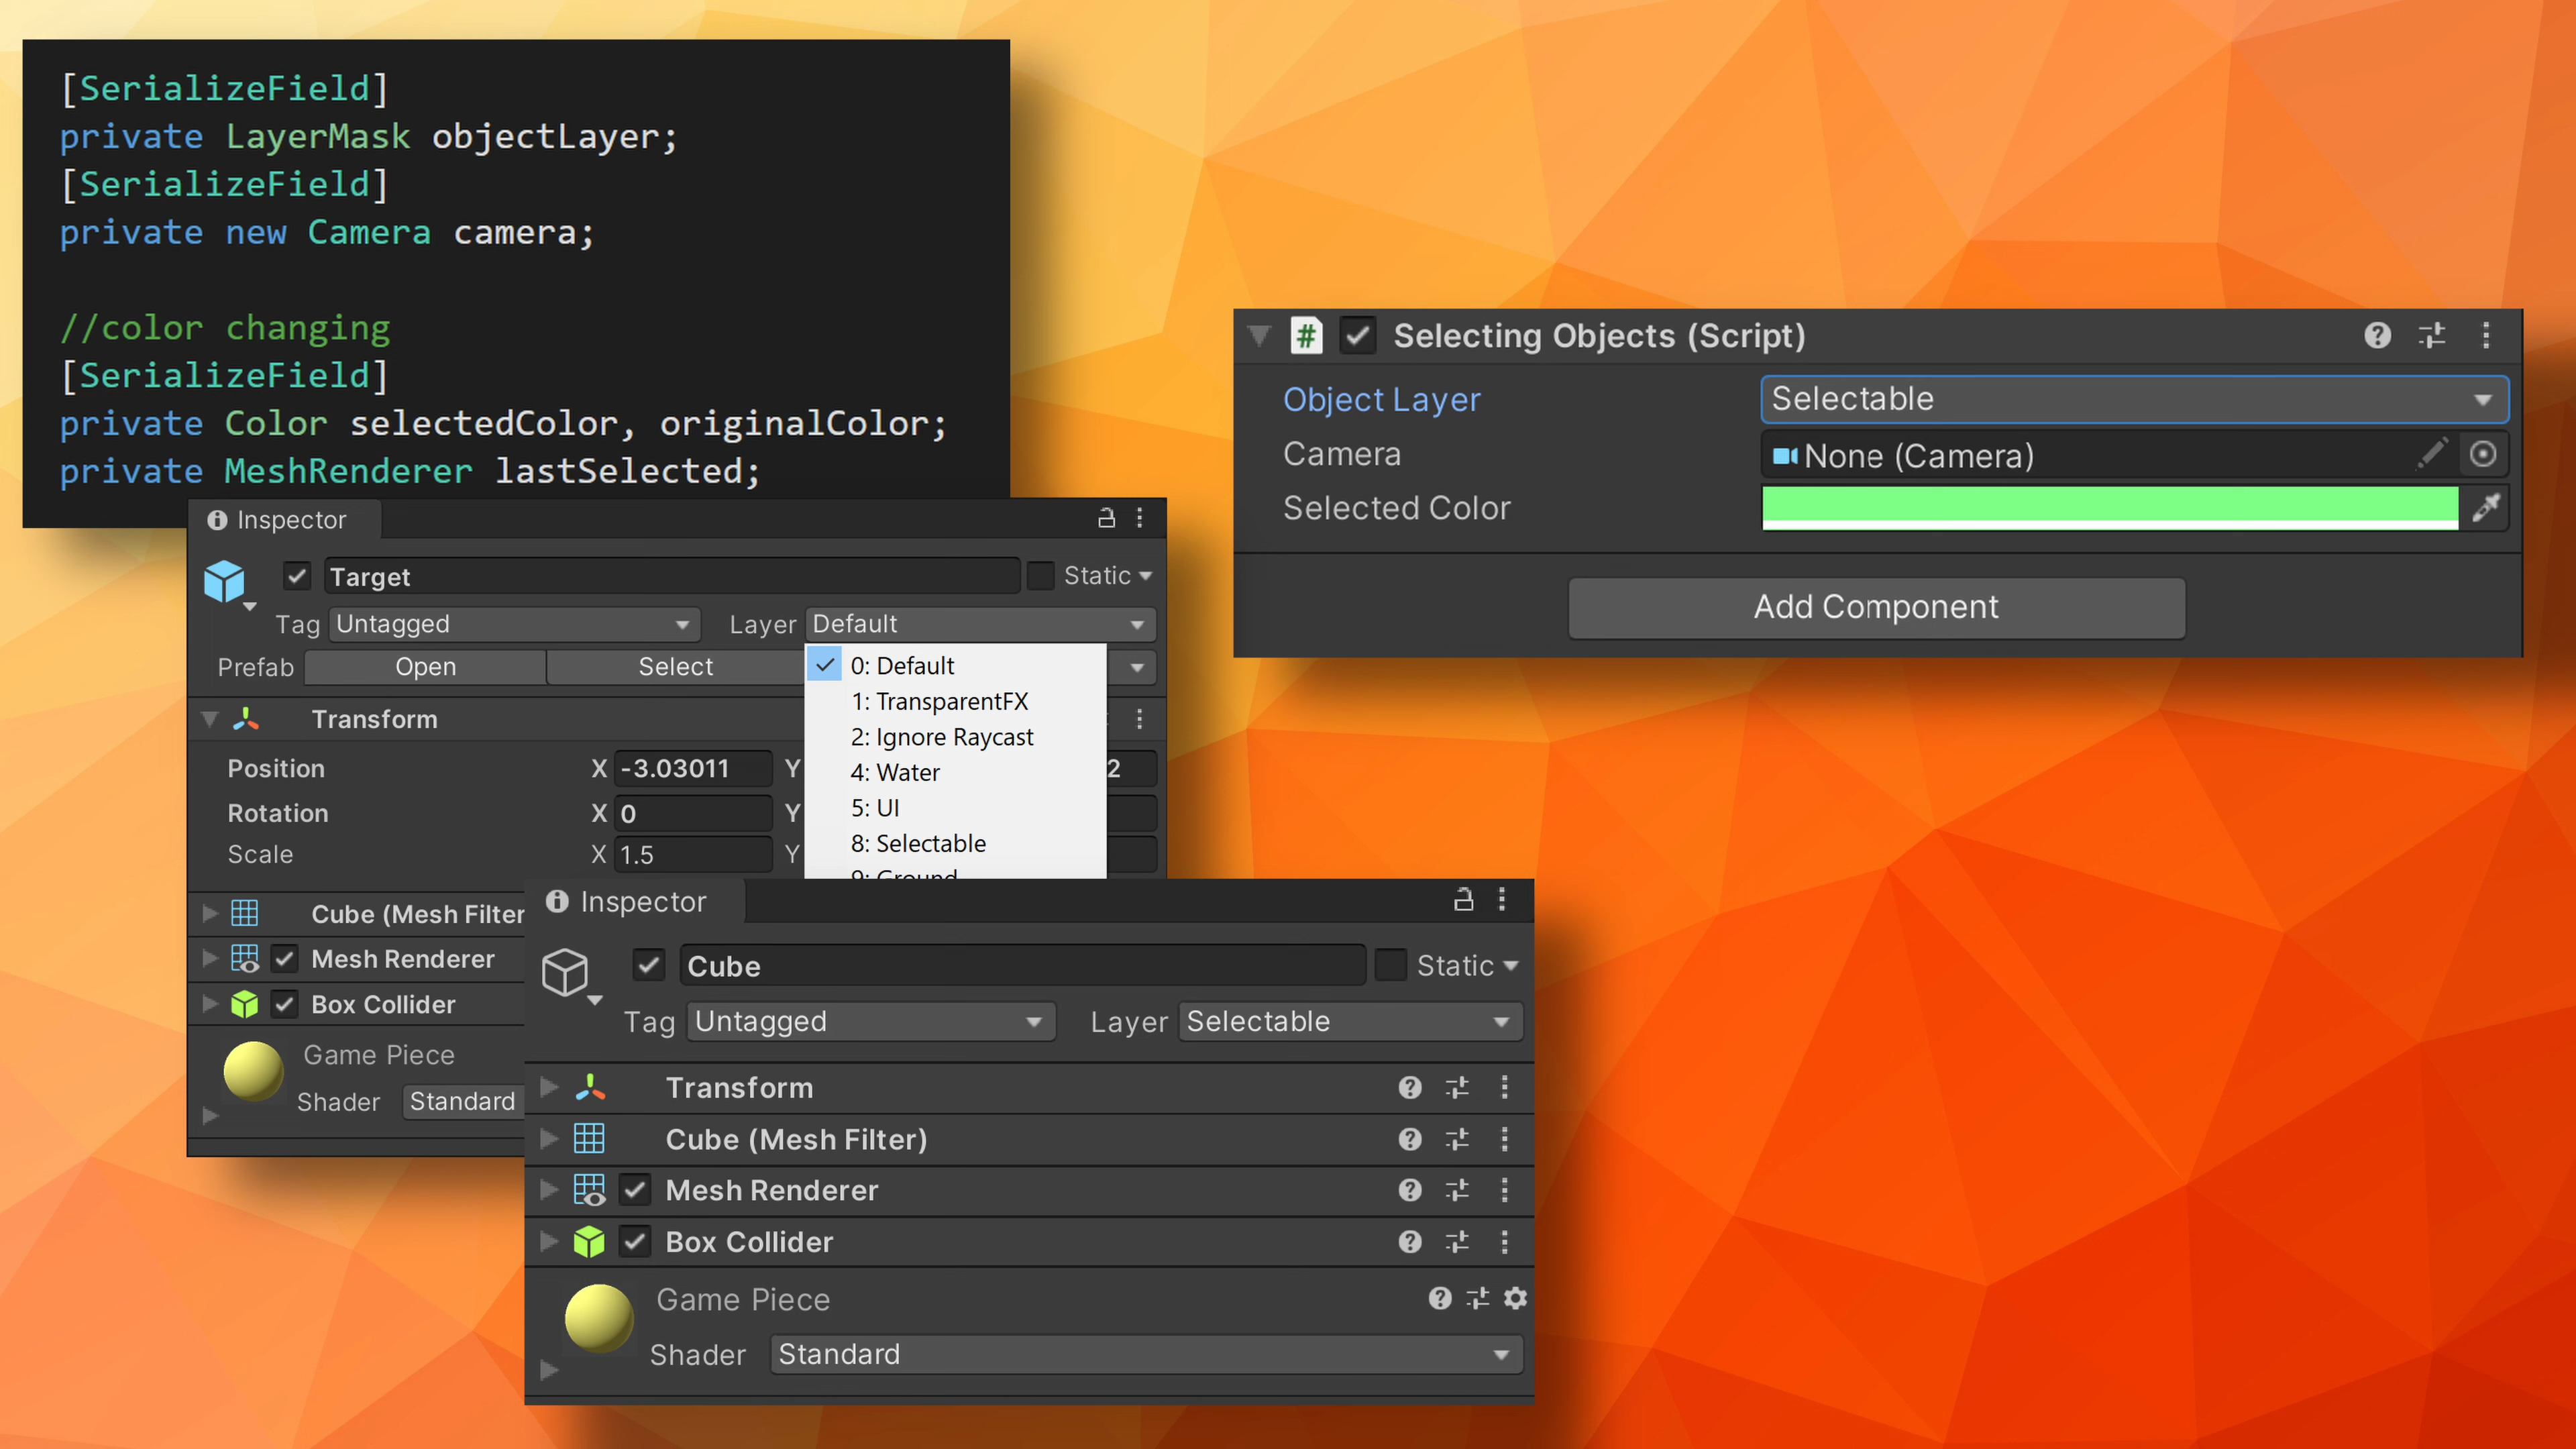 [SerializeField]
private LayerMask objectLayer;
[SerializeField]
private new Camera camera;
//color changing
[SerializeField]
private Color selectedColor, originalColor;
private MeshRenderer lastSelected;
Inspector
Target Static
Tag Untagged Layer Default
Prefab Open Select
0: Default
1: TransparentFX
2: Ignore Raycast
4: Water
5: UI
8: Selectable
9: Ground
Transform
Position X -3.03011 Y 2
Rotation X 0 Y
Scale X 1.5 Y
Cube (Mesh Filter
Mesh Renderer
Box Collider
Game Piece
Shader Standard
Inspector
Cube Static
Tag Untagged Layer Selectable
Transform
Cube (Mesh Filter)
Mesh Renderer
Box Collider
Game Piece
Shader Standard
# Selecting Objects (Script)
Object Layer Selectable
Camera None (Camera)
Selected Color
Add Component